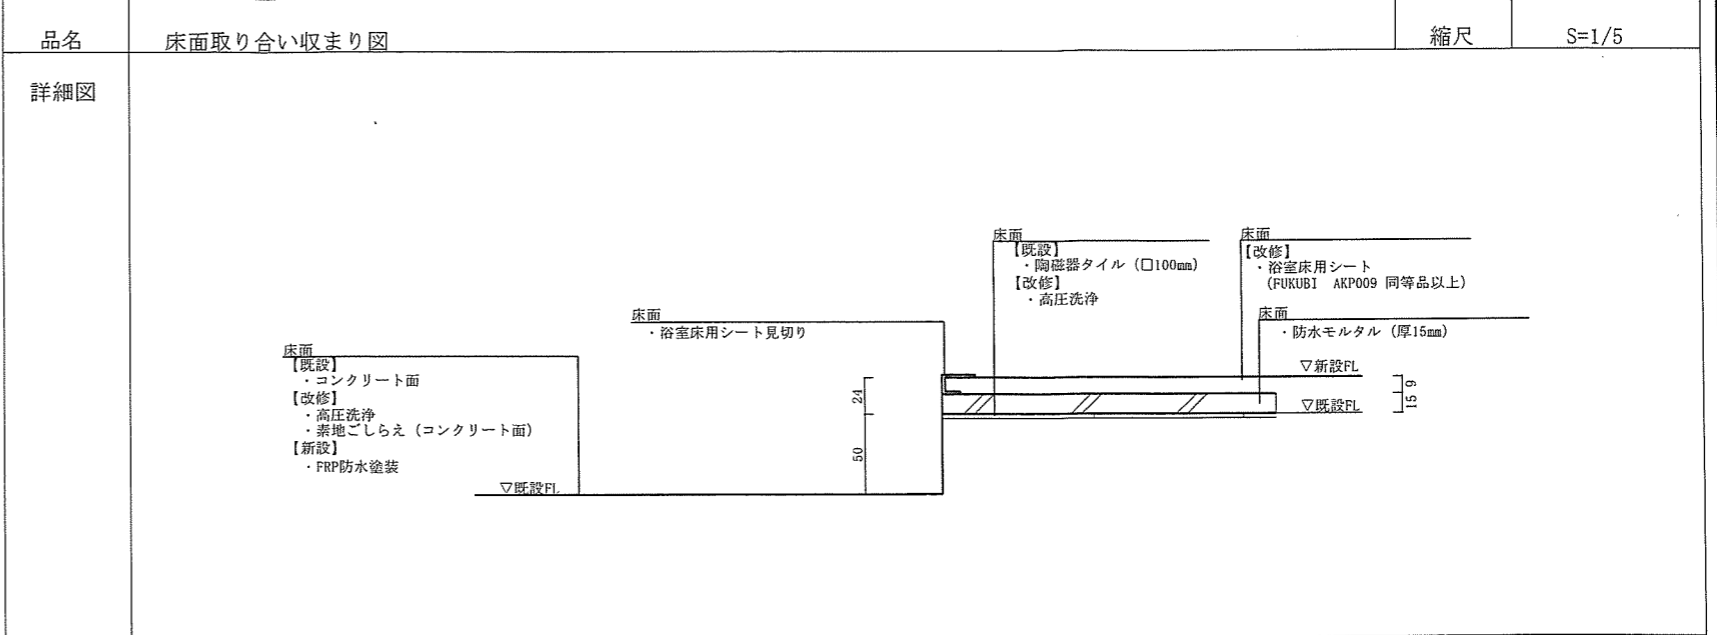 品名
床面取り合い収まり図
縮尺
S=1/5
詳細図
床面
【既設】
・陶磁器タイル（□100mm）
【改修】
・高圧洗浄
床面
【改修】
・浴室床用シート
（FUKUBI　AKP009 同等品以上）
床面
・防水モルタル（厚15mm）
床面
・浴室床用シート見切り
床面
【既設】
・コンクリート面
【改修】
・高圧洗浄
・素地ごしらえ（コンクリート面）
【新設】
・FRP防水塗装
▽新設FL
▽既設FL
9
15
24
50
▽既設FL